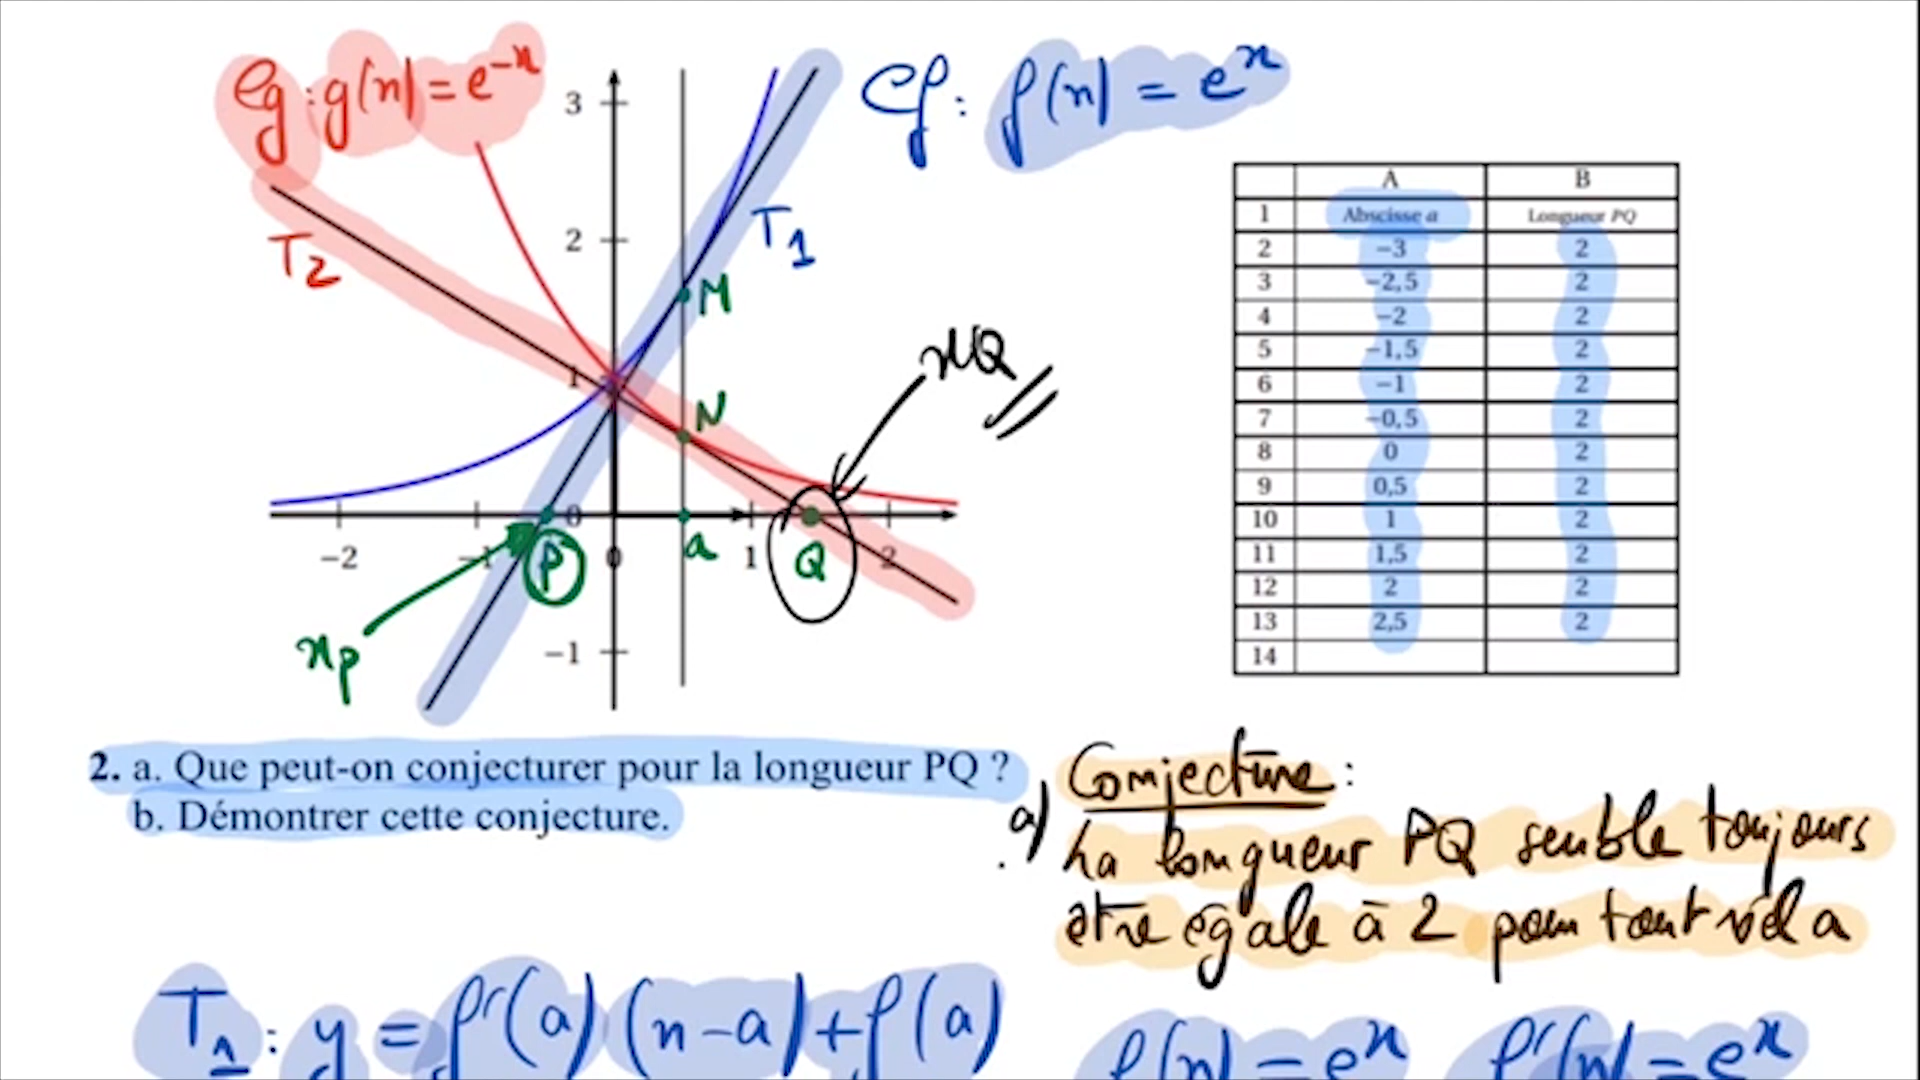 Cg : g(x) = e^-x
Cf : f(x) = e^x
T2
T1
3
2
1
0
-1
-2
-1
0
1
2
M
N
P
a
Q
xP
xQ
A B
1 Abscisse a Longueur PQ
2 −3 2
3 −2,5 2
4 −2 2
5 −1,5 2
6 −1 2
7 −0,5 2
8 0 2
9 0,5 2
10 1 2
11 1,5 2
12 2 2
13 2,5 2
14
2. a. Que peut-on conjecturer pour la longueur PQ ?
b. Démontrer cette conjecture.
a) Conjecture :
La longueur PQ semble toujours
être égale à 2 pour tout réel a
T1 : y = f'(a) (x-a) + f(a)
f(x) = e^x f'(x) = e^x